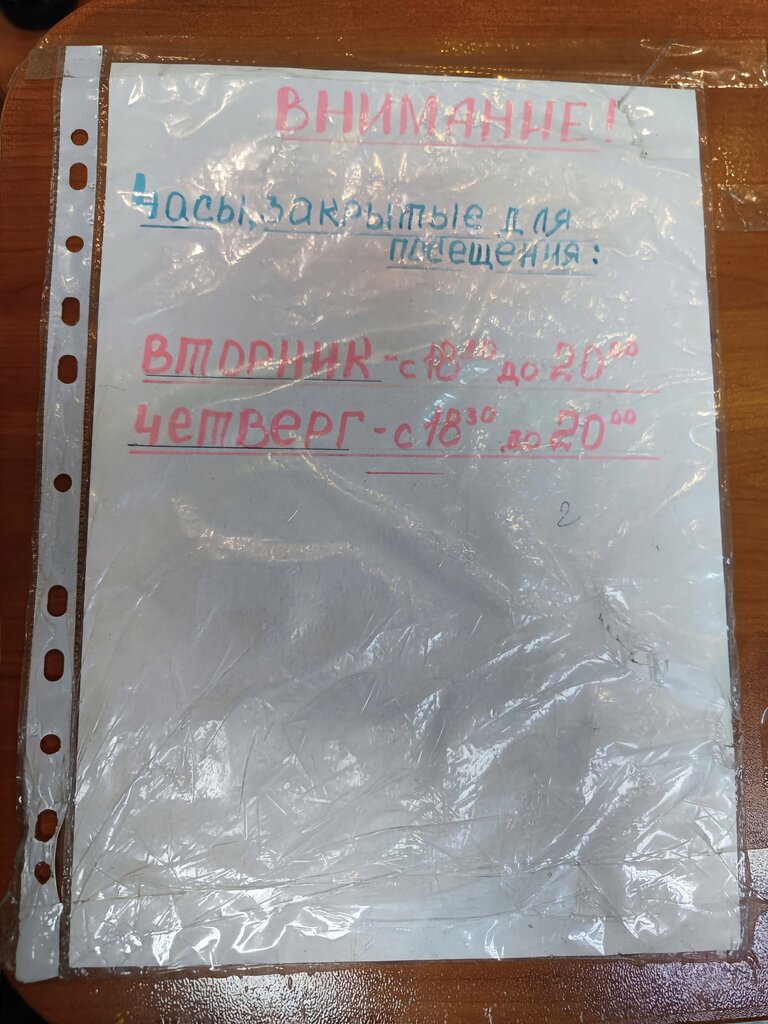 ВНИМАНИЕ!
Часы, закрытые для
посещения:
ВТОРНИК - с 18³⁰ до 20⁰⁰
ЧЕТВЕРГ - с 18³⁰ до 20⁰⁰
2